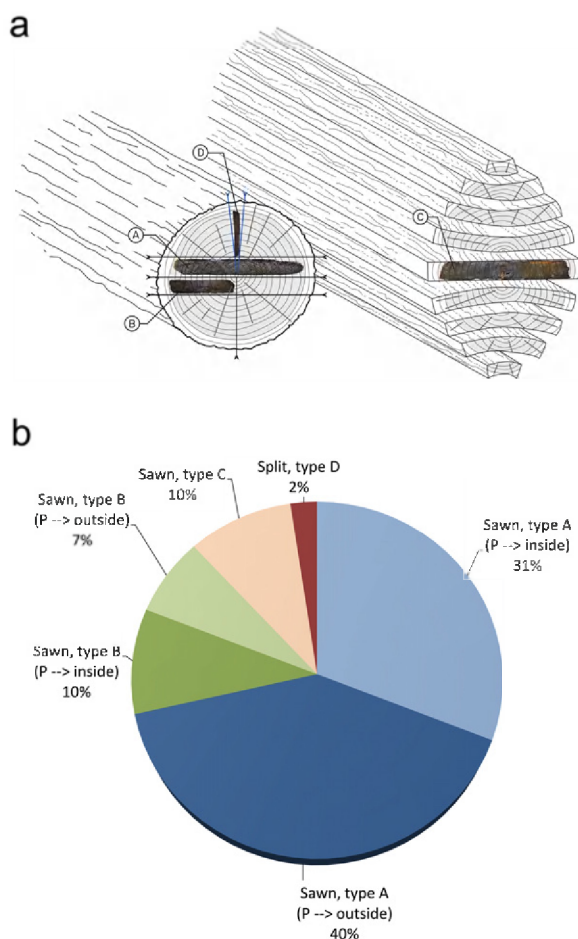 a
D
A
C
B
b
Split, type D
2%
Sawn, type C
10%
Sawn, type B
(P --> outside)
7%
Sawn, type A
(P --> inside)
31%
Sawn, type B
(P --> inside)
10%
Sawn, type A
(P --> outside)
40%